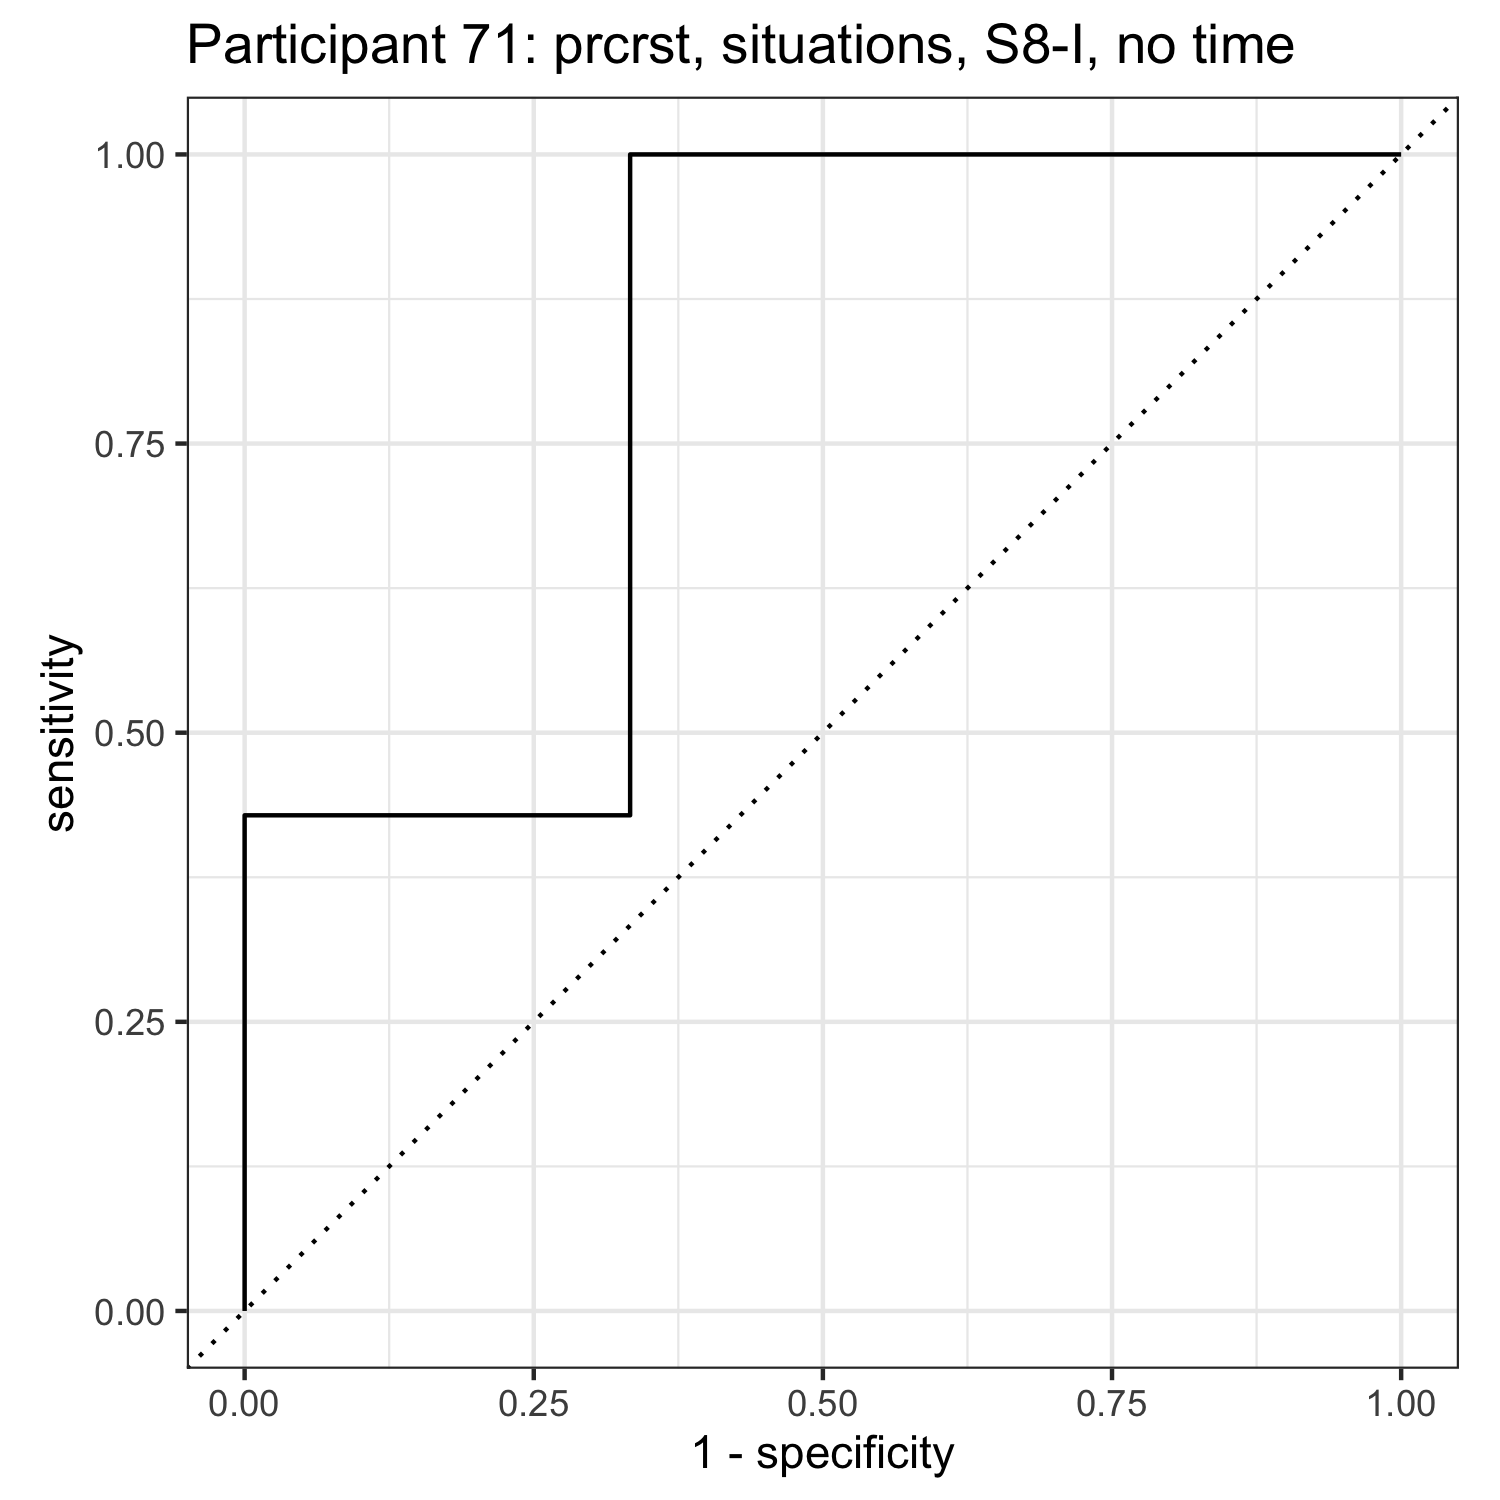 Participant 71: prcrst, situations, S8-I, no time
1.00
0.75
0.50
0.25
0.00
sensitivity
0.00 0.25 0.50 0.75 1.00
1 - specificity